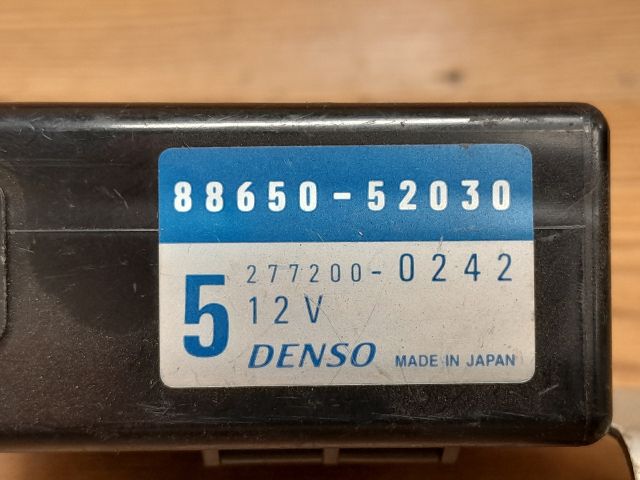 88650-52030
5 277200-0242
12V
DENSO MADE IN JAPAN